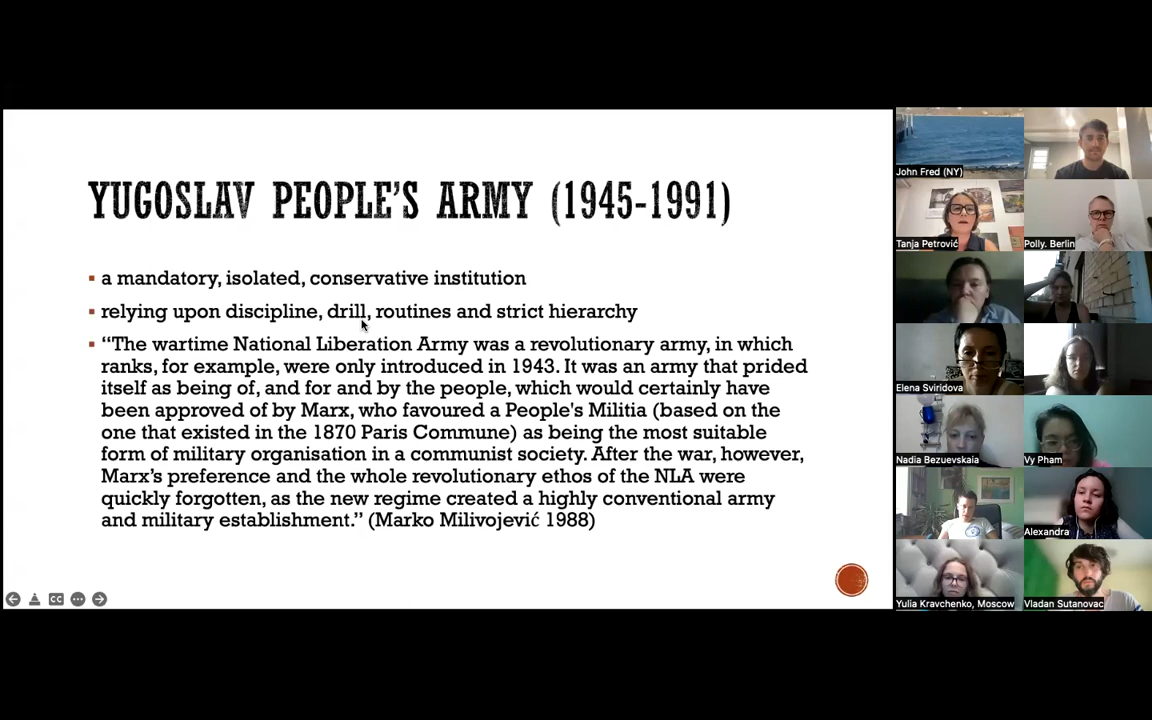 YUGOSLAV PEOPLE'S ARMY (1945-1991)
▪ a mandatory, isolated, conservative institution
▪ relying upon discipline, drill, routines and strict hierarchy
▪ “The wartime National Liberation Army was a revolutionary army, in which
ranks, for example, were only introduced in 1943. It was an army that prided
itself as being of, and for and by the people, which would certainly have
been approved of by Marx, who favoured a People's Militia (based on the
one that existed in the 1870 Paris Commune) as being the most suitable
form of military organisation in a communist society. After the war, however,
Marx's preference and the whole revolutionary ethos of the NLA were
quickly forgotten, as the new regime created a highly conventional army
and military establishment.” (Marko Milivojević 1988)
CC
John Fred (NY)
Tanja Petrović
Polly. Berlin
Elena Sviridova
Nadia Bezuevskaia
Vy Pham
Alexandra
Yulia Kravchenko, Moscow
Vladan Sutanovac